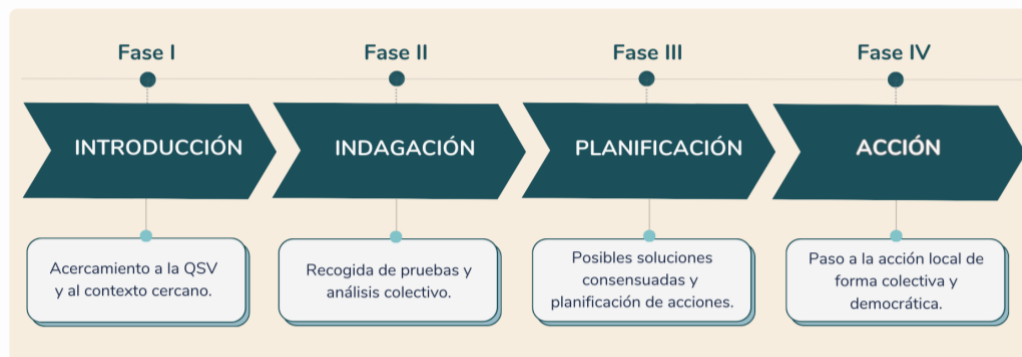 Fase I
Fase II
Fase III
Fase IV
INTRODUCCIÓN
INDAGACIÓN
PLANIFICACIÓN
ACCIÓN
Acercamiento a la QSV
y al contexto cercano.
Recogida de pruebas y
análisis colectivo.
Posibles soluciones
consensuadas y
planificación de acciones.
Paso a la acción local de
forma colectiva y
democrática.